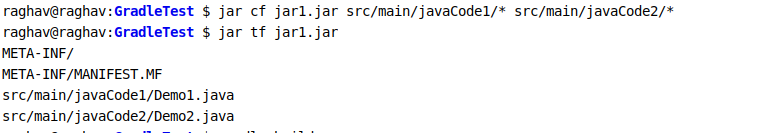 raghav@raghav:GradleTest $ jar cf jar1.jar src/main/javaCode1/* src/main/javaCode2/*
raghav@raghav:GradleTest $ jar tf jar1.jar
META-INF/
META-INF/MANIFEST.MF
src/main/javaCode1/Demo1.java
src/main/javaCode2/Demo2.java